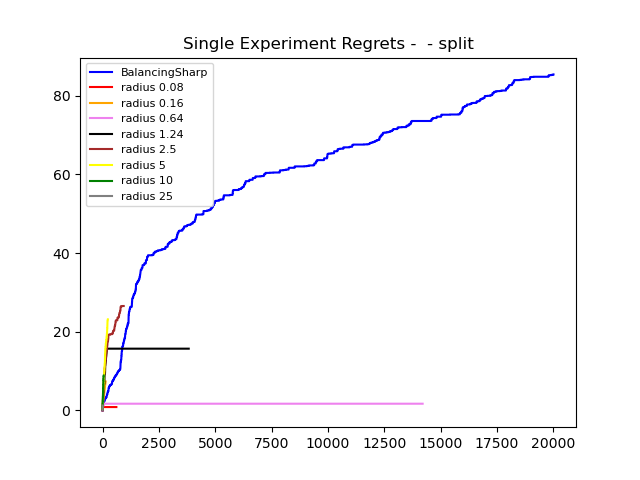 Single Experiment Regrets -  - split
BalancingSharp
radius 0.08
radius 0.16
radius 0.64
radius 1.24
radius 2.5
radius 5
radius 10
radius 25
80
60
40
20
0
0 2500 5000 7500 10000 12500 15000 17500 20000